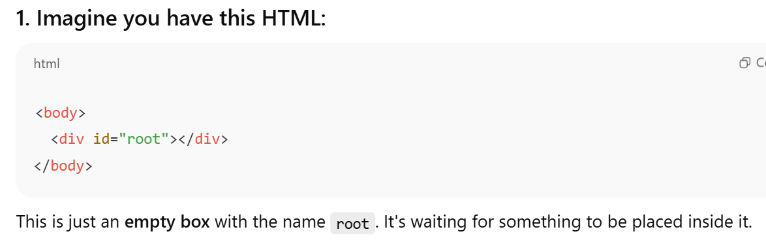 1. Imagine you have this HTML:
html
<body>
  <div id="root"></div>
</body>
This is just an empty box with the name root. It's waiting for something to be placed inside it.